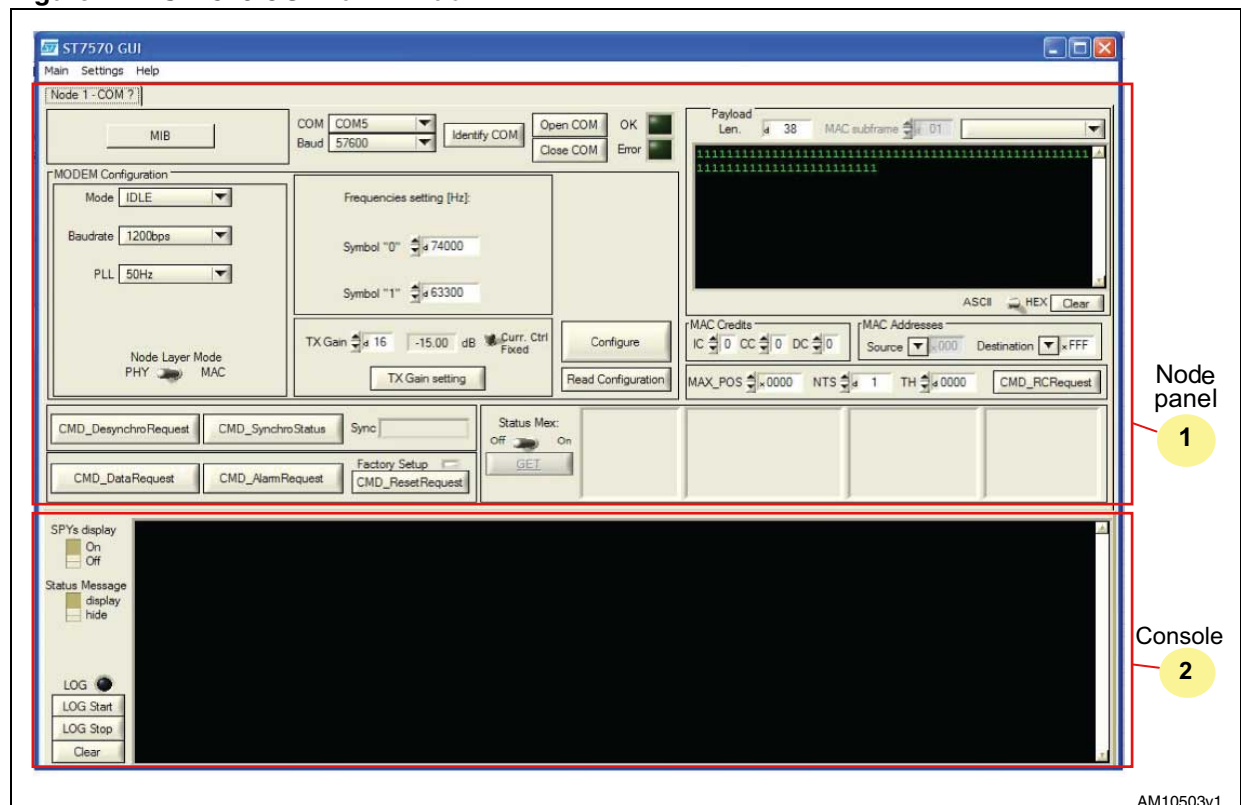 ST7570 GUI
Main Settings Help
Node 1 - COM ?
MIB
COM COM5
Baud 57600
Identify COM
Open COM OK
Close COM Error
MODEM Configuration
Mode IDLE
Baudrate 1200bps
PLL 50Hz
Node Layer Mode
PHY MAC
Frequencies setting [Hz]:
Symbol "0" d 74000
Symbol "1" d 63300
TX Gain d 16 -15.00 dB Curr. Ctrl
Fixed
TX Gain setting
Configure
Read Configuration
Payload
Len. d 38 MAC subframe d 01
ASCII HEX Clear
MAC Credits
IC 0 CC 0 DC 0
MAC Addresses
Source x000 Destination xFFF
MAX_POS x0000 NTS d 1 TH d 0000 CMD_RCRequest
CMD_DesynchroRequest CMD_SynchroStatus Sync
CMD_DataRequest CMD_AlarmRequest
Factory Setup
CMD_ResetRequest
Status Mex:
Off On
GET
Node
panel
1
SPYs display
On
Off
Status Message
display
hide
LOG
LOG Start
LOG Stop
Clear
Console
2
AM10503v1